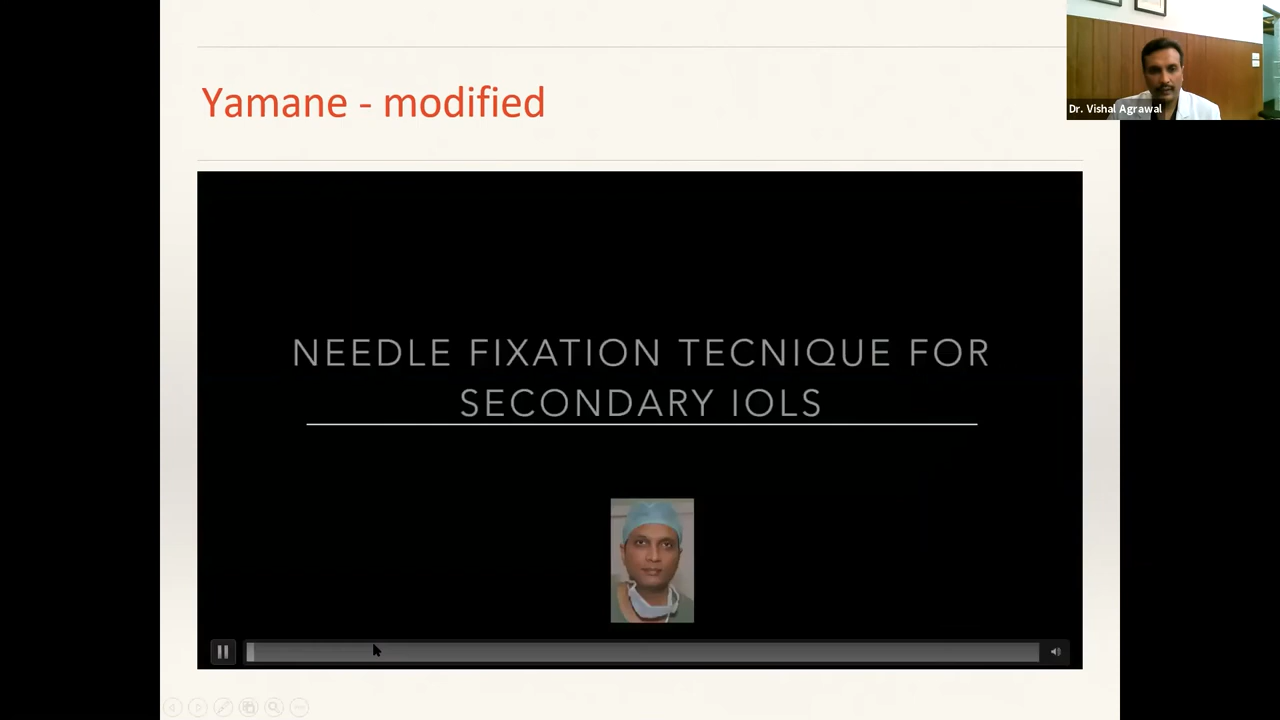 Yamane - modified
Dr. Vishal Agrawal
NEEDLE FIXATION TECNIQUE FOR
SECONDARY IOLS